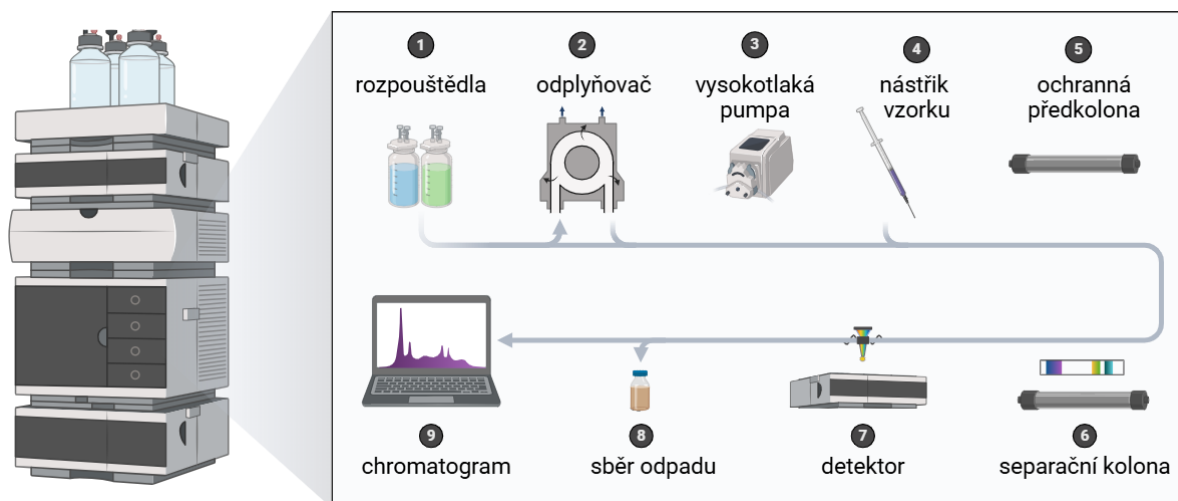 1
rozpouštědla
2
odplyňovač
3
vysokotlaká
pumpa
4
nástřik
vzorku
5
ochranná
předkolona
9
chromatogram
8
sběr odpadu
7
detektor
6
separační kolona